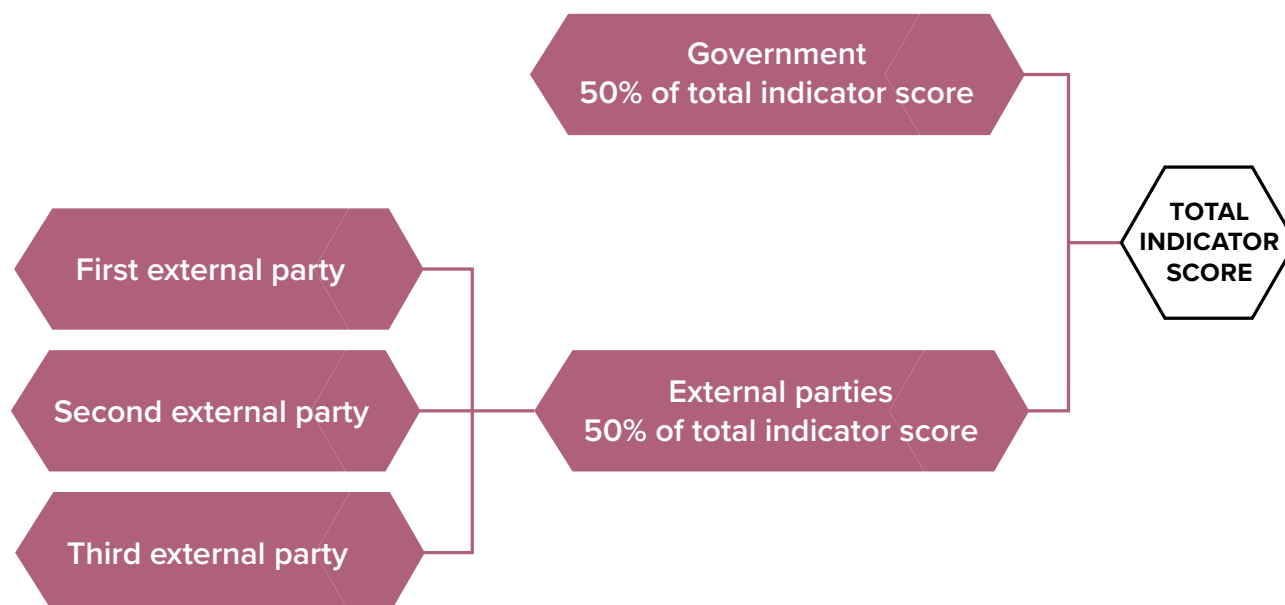 Government
50% of total indicator score
TOTAL
INDICATOR
SCORE
First external party
Second external party
External parties
50% of total indicator score
Third external party